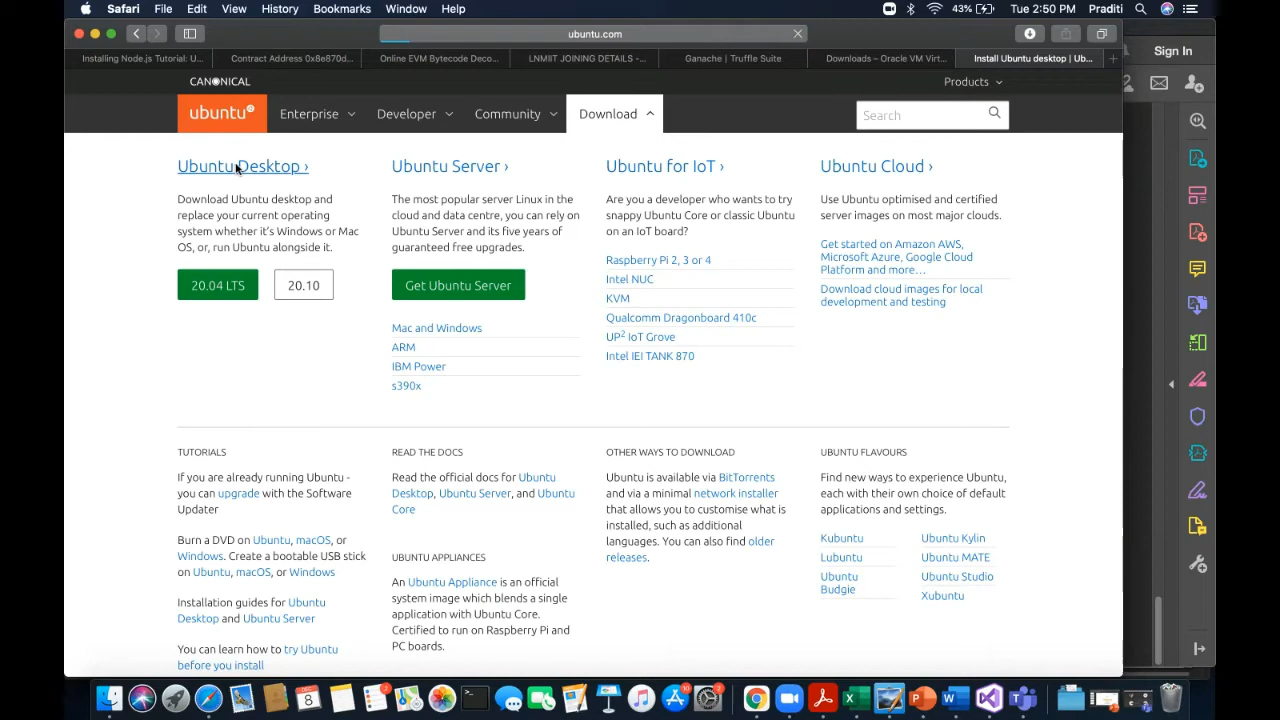 Safari File Edit View History Bookmarks Window Help 43% Tue 2:50 PM Praditi
ubuntu.com
Installing Node.js Tutorial: U... Contract Address 0x8e870d... Online EVM Bytecode Deco... LNMIIT JOINING DETAILS -... Ganache | Truffle Suite Downloads – Oracle VM Virt... Install Ubuntu desktop | Ub...
Sign In
CANONICAL Products
ubuntu Enterprise Developer Community Download Search
Ubuntu Desktop ›
Download Ubuntu desktop and
replace your current operating
system whether it's Windows or Mac
OS, or, run Ubuntu alongside it.
20.04 LTS 20.10
Ubuntu Server ›
The most popular server Linux in the
cloud and data centre, you can rely on
Ubuntu Server and its five years of
guaranteed free upgrades.
Get Ubuntu Server
Mac and Windows
ARM
IBM Power
s390x
Ubuntu for IoT ›
Are you a developer who wants to try
snappy Ubuntu Core or classic Ubuntu
on an IoT board?
Raspberry Pi 2, 3 or 4
Intel NUC
KVM
Qualcomm Dragonboard 410c
UP2 IoT Grove
Intel IEI TANK 870
Ubuntu Cloud ›
Use Ubuntu optimised and certified
server images on most major clouds.
Get started on Amazon AWS,
Microsoft Azure, Google Cloud
Platform and more…
Download cloud images for local
development and testing
TUTORIALS
If you are already running Ubuntu -
you can upgrade with the Software
Updater
Burn a DVD on Ubuntu, macOS, or
Windows. Create a bootable USB stick
on Ubuntu, macOS, or Windows
Installation guides for Ubuntu
Desktop and Ubuntu Server
You can learn how to try Ubuntu
before you install
READ THE DOCS
Read the official docs for Ubuntu
Desktop, Ubuntu Server, and Ubuntu
Core
UBUNTU APPLIANCES
An Ubuntu Appliance is an official
system image which blends a single
application with Ubuntu Core.
Certified to run on Raspberry Pi and
PC boards.
OTHER WAYS TO DOWNLOAD
Ubuntu is available via BitTorrents
and via a minimal network installer
that allows you to customise what is
installed, such as additional
languages. You can also find older
releases.
UBUNTU FLAVOURS
Find new ways to experience Ubuntu,
each with their own choice of default
applications and settings.
Kubuntu
Lubuntu
Ubuntu
Budgie
Ubuntu Kylin
Ubuntu MATE
Ubuntu Studio
Xubuntu